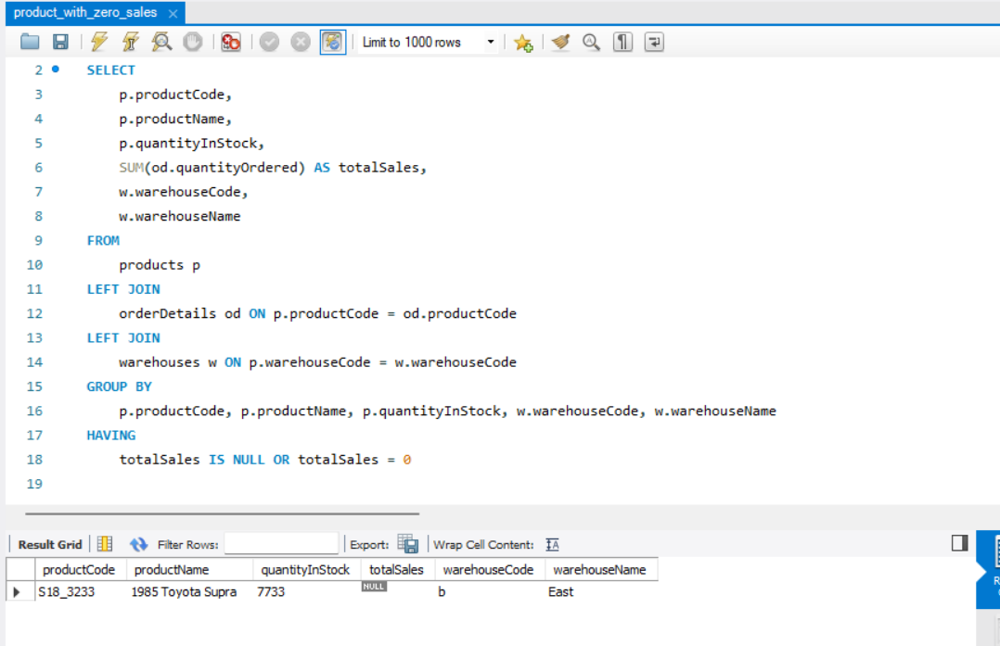 product_with_zero_sales
Limit to 1000 rows
2 SELECT
3 p.productCode,
4 p.productName,
5 p.quantityInStock,
6 SUM(od.quantityOrdered) AS totalSales,
7 w.warehouseCode,
8 w.warehouseName
9 FROM
10 products p
11 LEFT JOIN
12 orderDetails od ON p.productCode = od.productCode
13 LEFT JOIN
14 warehouses w ON p.warehouseCode = w.warehouseCode
15 GROUP BY
16 p.productCode, p.productName, p.quantityInStock, w.warehouseCode, w.warehouseName
17 HAVING
18 totalSales IS NULL OR totalSales = 0
19
Result Grid Filter Rows: Export: Wrap Cell Content:
productCode productName quantityInStock totalSales warehouseCode warehouseName
S18_3233 1985 Toyota Supra 7733 NULL b East